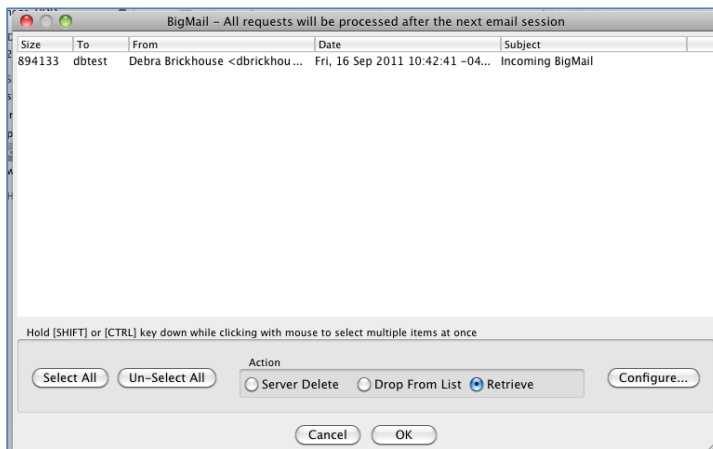 BigMail - All requests will be processed after the next email session
Size To From Date Subject
894133 dbtest Debra Brickhouse <dbrickhou... Fri, 16 Sep 2011 10:42:41 -04... Incoming BigMail
Hold [SHIFT] or [CTRL] key down while clicking with mouse to select multiple items at once
Action
Select All Un-Select All Server Delete Drop From List Retrieve Configure...
Cancel OK